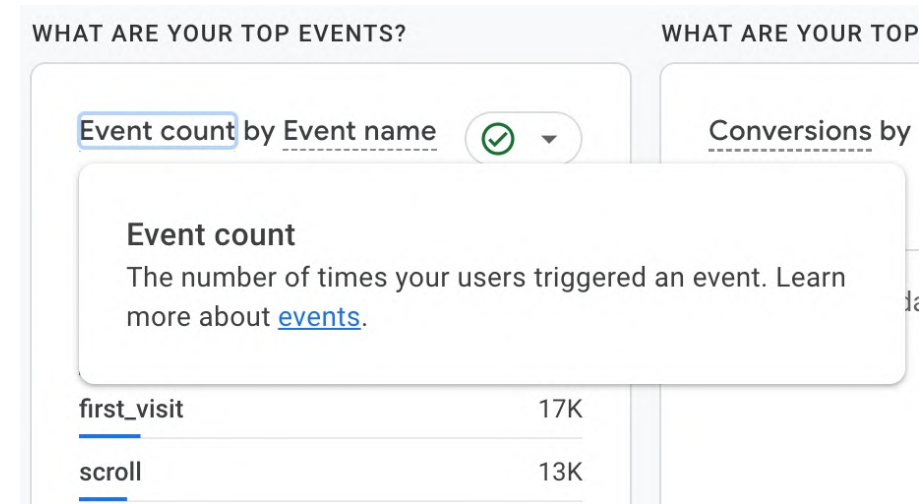 WHAT ARE YOUR TOP EVENTS?
WHAT ARE YOUR TOP
Event count by Event name
Conversions by
Event count
The number of times your users triggered an event. Learn
more about events.
first_visit 17K
scroll 13K